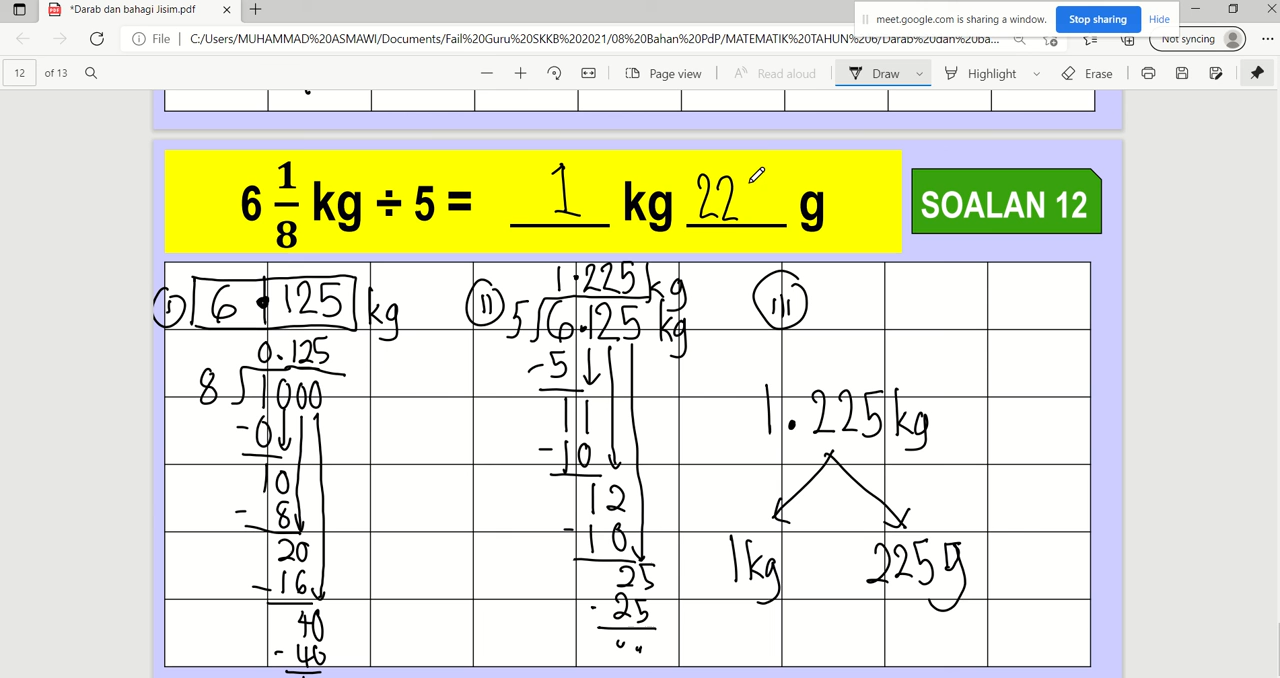 *Darab dan bahagi Jisim.pdf
meet.google.com is sharing a window. Stop sharing Hide
File C:/Users/MUHAMMAD%20ASMAWI/Documents/Fail%20Guru%20SKKB%202021/08%20Bahan%20PdP/MATEMATIK%20TAHUN%206/Darab%20dan%20ba... Not syncing
12 of 13 Page view Read aloud Draw Highlight Erase
6 1/8 kg ÷ 5 = 1 kg 22 g
SOALAN 12
I
6.125 kg
0.125
8 1000
-0
10
-8
20
-16
40
-40
II
1.225 kg
5 6.125 kg
-5
11
-10
12
-10
25
-25
III
1.225 kg
1kg 225g